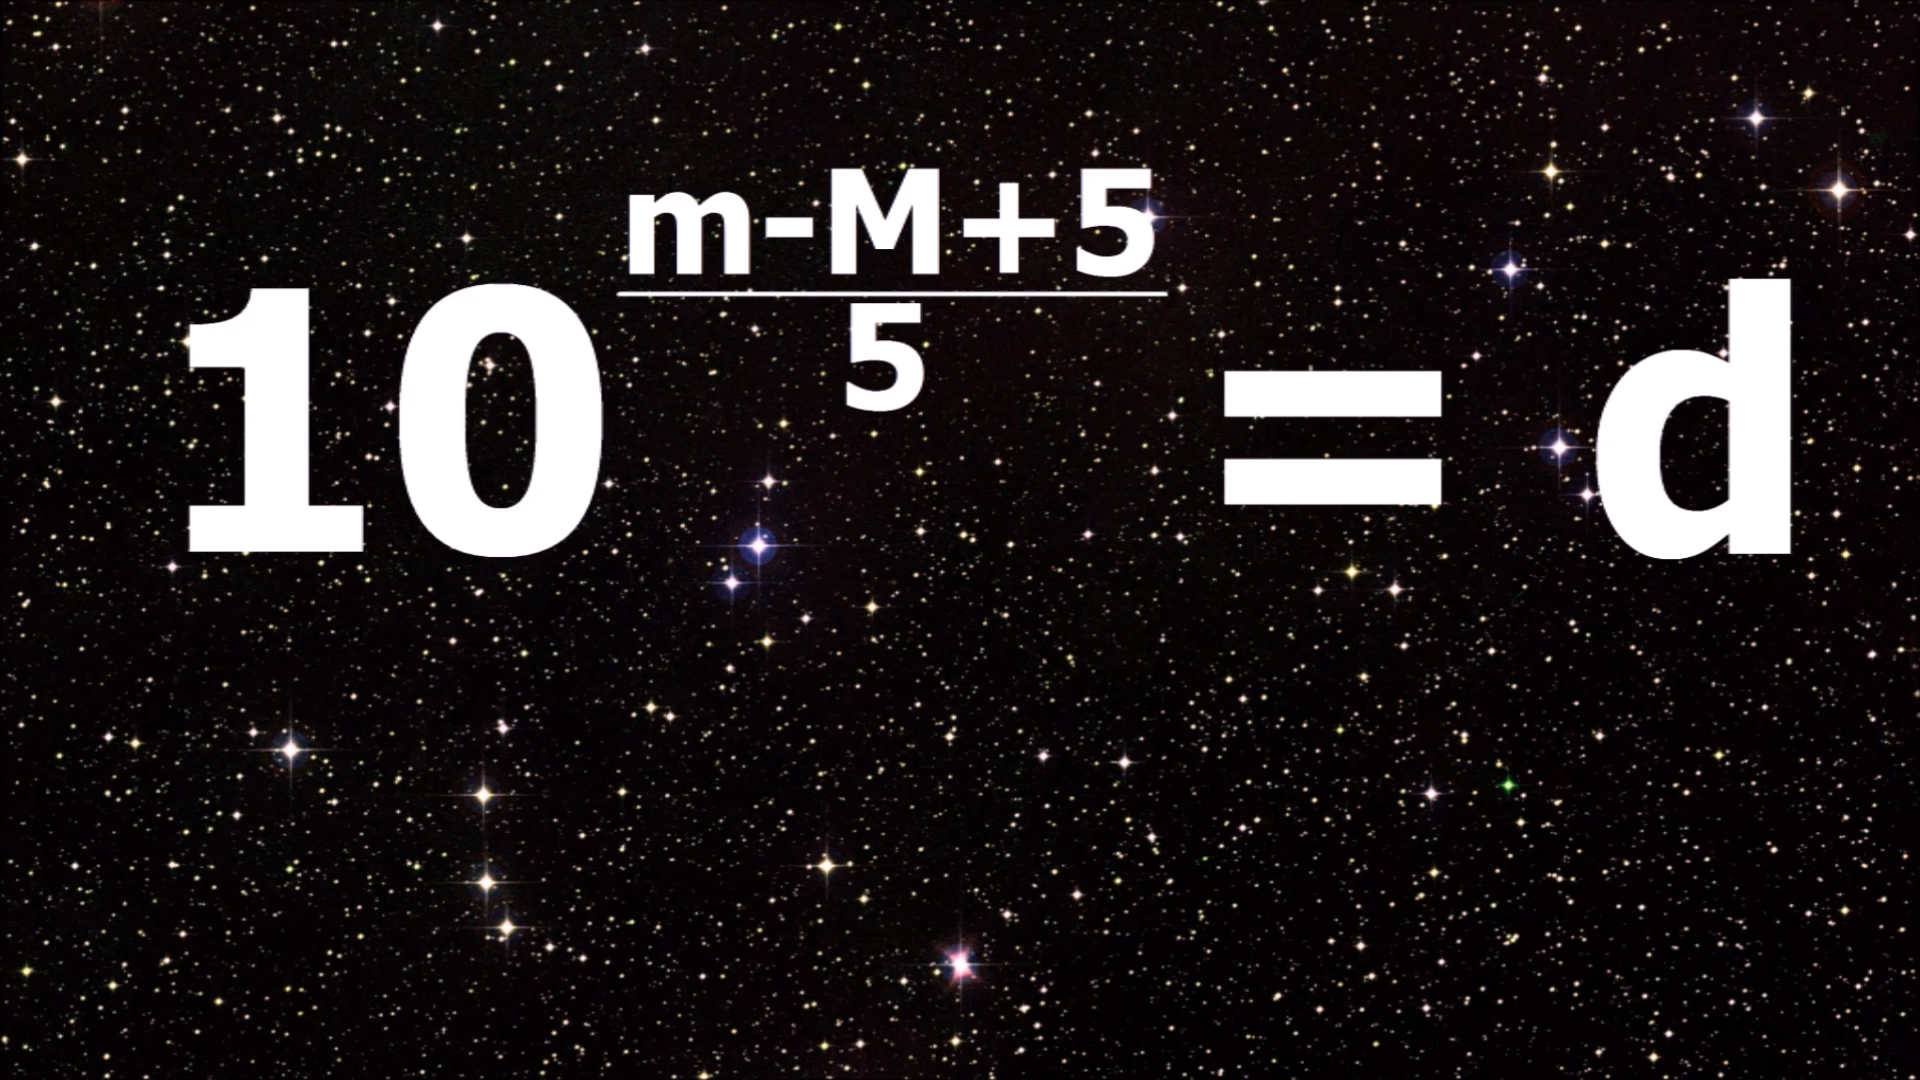 10^((m-M+5)/5) = d